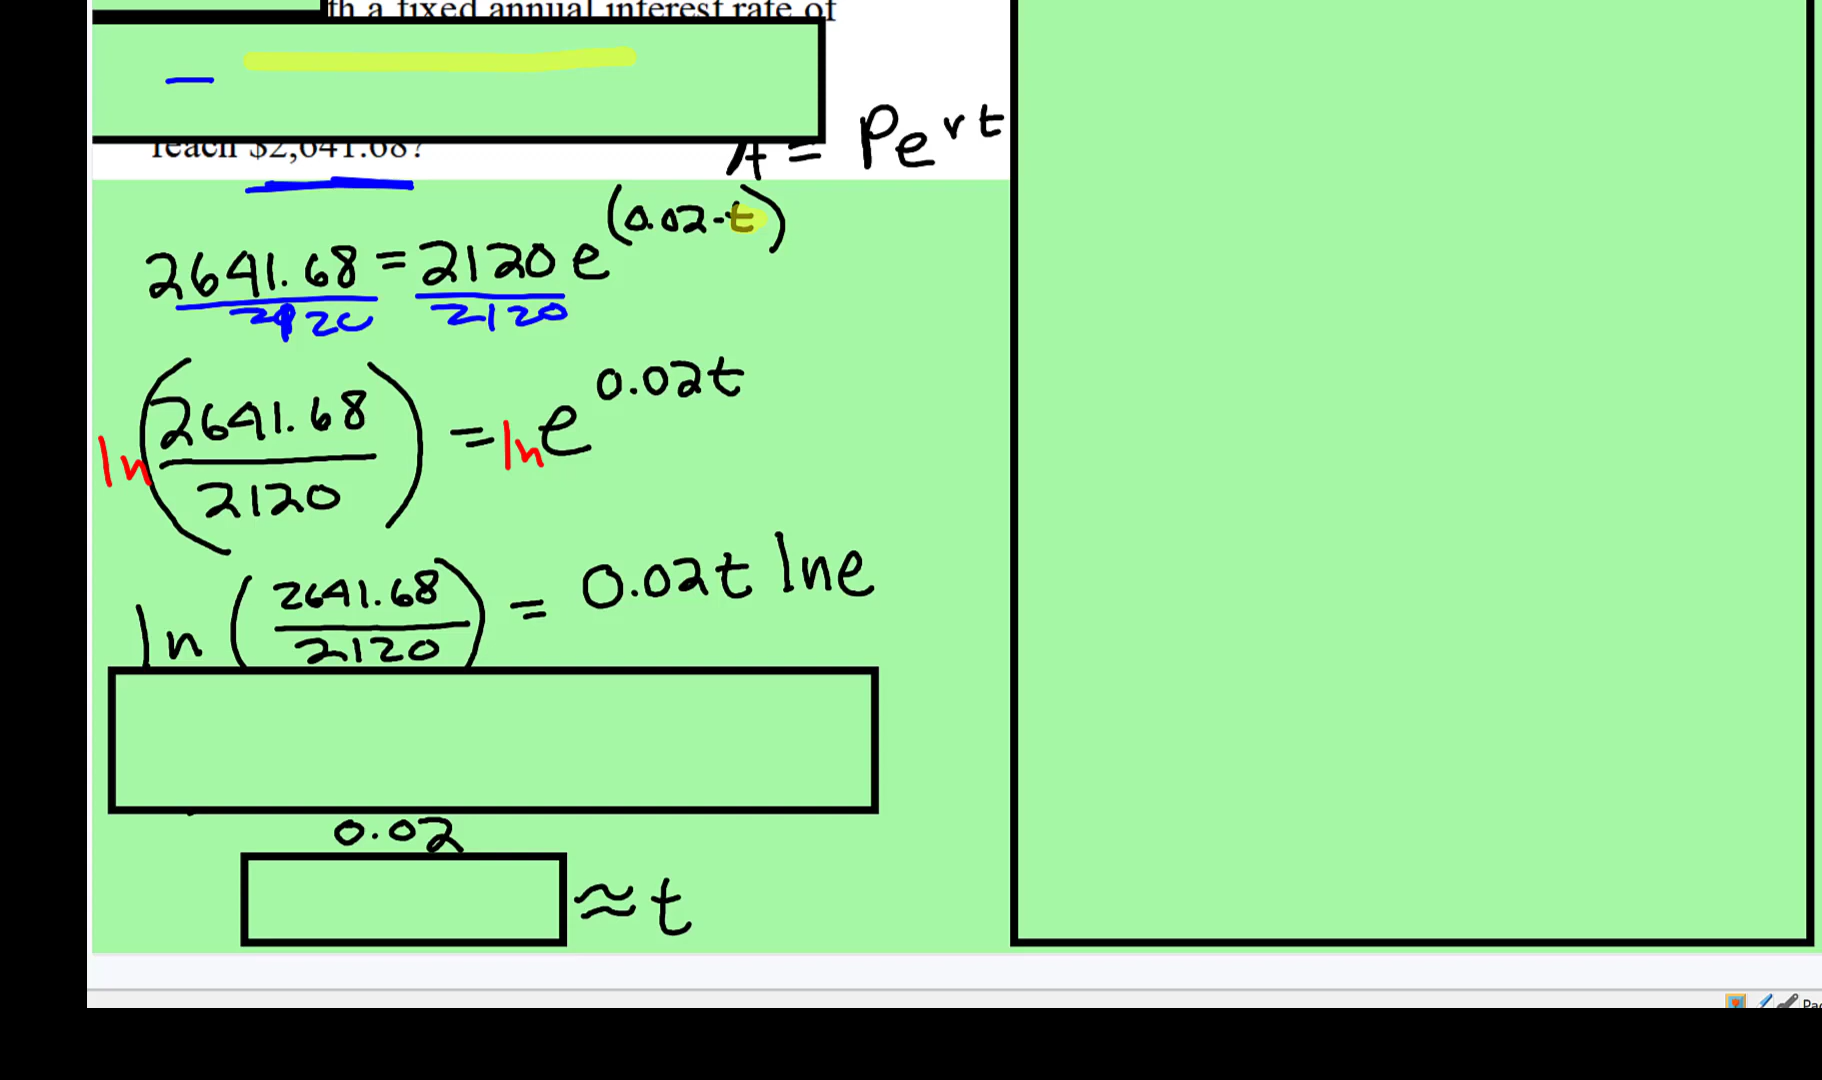 th a fixed annual interest rate of
reach $2,641.68?
A = Pe^rt
2641.68 = 2120 e^(0.02·t)
2120 2120
ln(2641.68/2120) = ln e^0.02t
ln(2641.68/2120) = 0.02t lne
0.02
≈ t